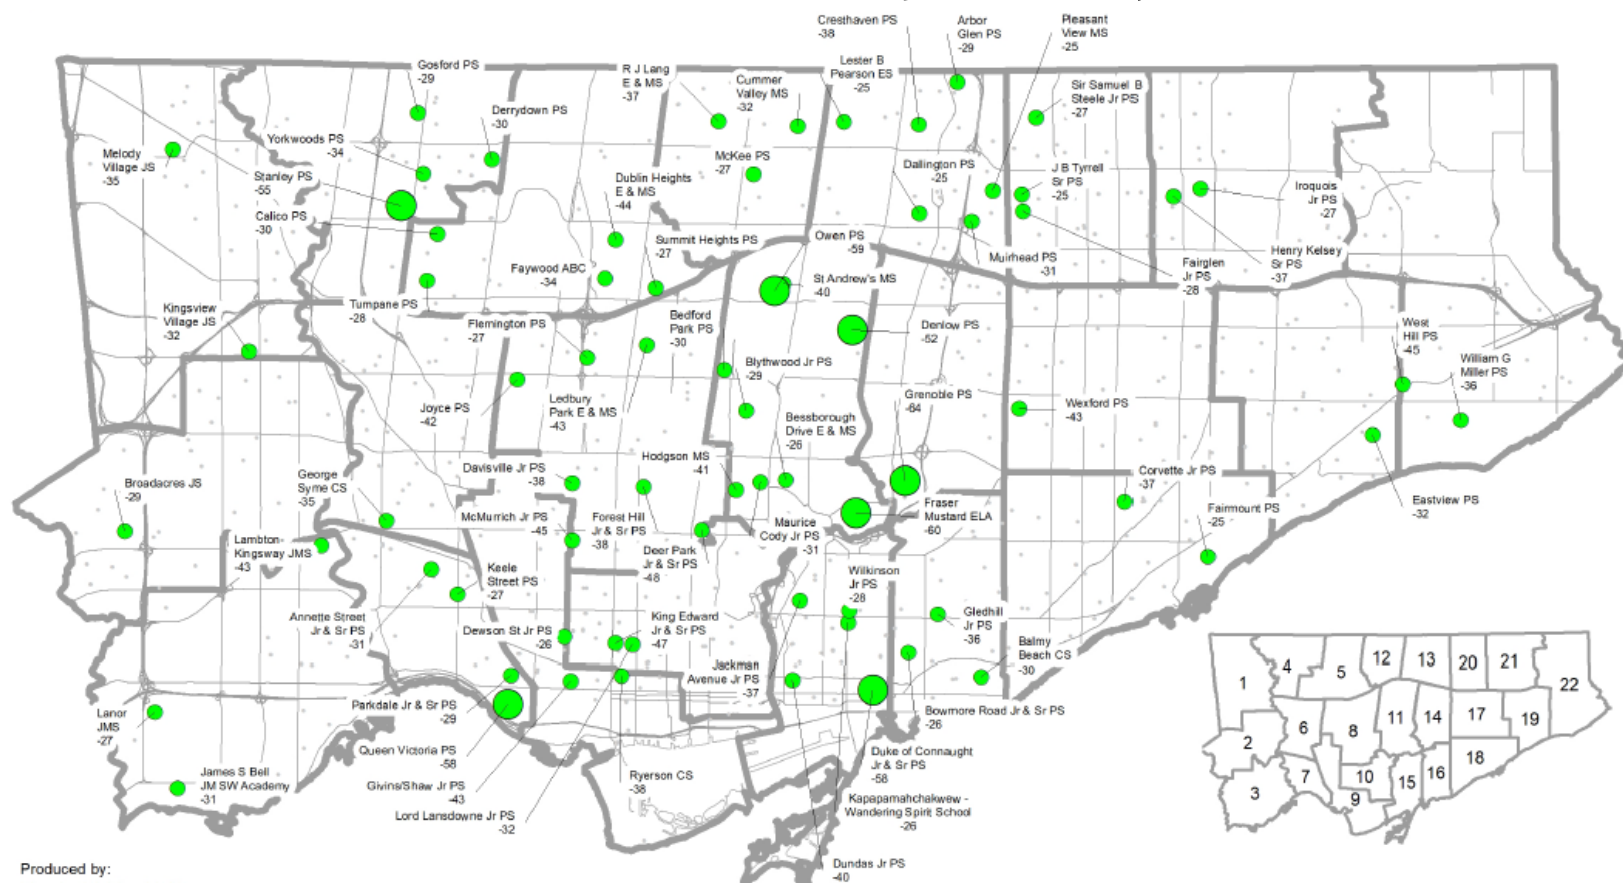 Cresthaven PS
-38
Arbor
Glen PS
-29
Pleasant
View MS
-25
Gosford PS
-29
R J Lang
E & MS
-37
Cummer
Valley MS
-32
Lester B
Pearson ES
-25
Sir Samuel B
Steele Jr PS
-27
Derrydown PS
-30
Yorkwoods PS
-34
Melody
Village JS
-35
Stanley PS
-55
McKee PS
-27
Dallington PS
-25
J B Tyrrell
Sr PS
-25
Dublin Heights
E & MS
-44
Iroquois
Jr PS
-27
Calico PS
-30
Summit Heights PS
-27
Owen PS
-59
Muirhead PS
-31
Henry Kelsey
Sr PS
-37
Fairglen
Jr PS
-28
Faywood ABC
-34
St Andrew's MS
-40
Kingsview
Village JS
-32
Tumpane PS
-28
Flemington PS
-27
Bedford
Park PS
-30
Denlow PS
-52
West
Hill PS
-45
William G
Miller PS
-36
Blythwood Jr PS
-29
Joyce PS
-42
Ledbury
Park E & MS
-43
Grenoble PS
-64
Wexford PS
-43
Bessborough
Drive E & MS
-26
Hodgson MS
-41
Broadacres JS
-29
George
Syme CS
-35
Davisville Jr PS
-38
Corvette Jr PS
-37
Eastview PS
-32
Fairmount PS
-25
McMurrich Jr PS
-45
Forest Hill
Jr & Sr PS
-38
Maurice
Cody Jr PS
-31
Fraser
Mustard ELA
-60
Lambton
Kingsway JMS
-43
Deer Park
Jr & Sr PS
-48
Keele
Street PS
-27
Wilkinson
Jr PS
-28
Annette Street
Jr & Sr PS
-31
Dewson St Jr PS
-26
King Edward
Jr & Sr PS
-47
Gledhill
Jr PS
-36
Balmy
Beach CS
-30
Jackman
Avenue Jr PS
-37
Lanor
JMS
-27
Parkdale Jr & Sr PS
-29
Bowmore Road Jr & Sr PS
-26
Queen Victoria PS
-58
Duke of Connaught
Jr & Sr PS
-58
James S Bell
JM SW Academy
-31
Givins/Shaw Jr PS
-43
Ryerson CS
-38
Kapapamahchakwew -
Wandering Spirit School
-26
Lord Lansdowne Jr PS
-32
Dundas Jr PS
-40
1
4
5
12
13
20
21
22
2
6
8
11
14
17
19
3
7
10
9
15
16
18
Produced by: